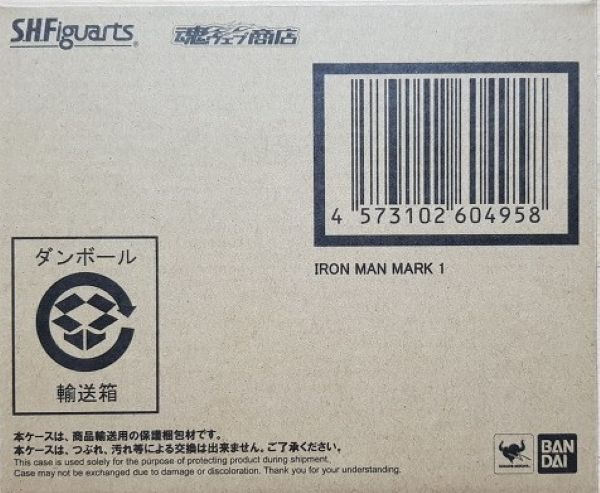 S.H.Figuarts
魂ウェブ商店
4 573102 604958
IRON MAN MARK 1
ダンボール
輸送箱
本ケースは、商品輸送用の保護梱包材です。
本ケースは、つぶれ、汚れ等による交換は出来ません。ご了承ください。
This case is used solely for the purpose of protecting product during shipment.
Case may not be exchanged due to damage or discoloration. Thank you for your understanding.
BAN
DAI